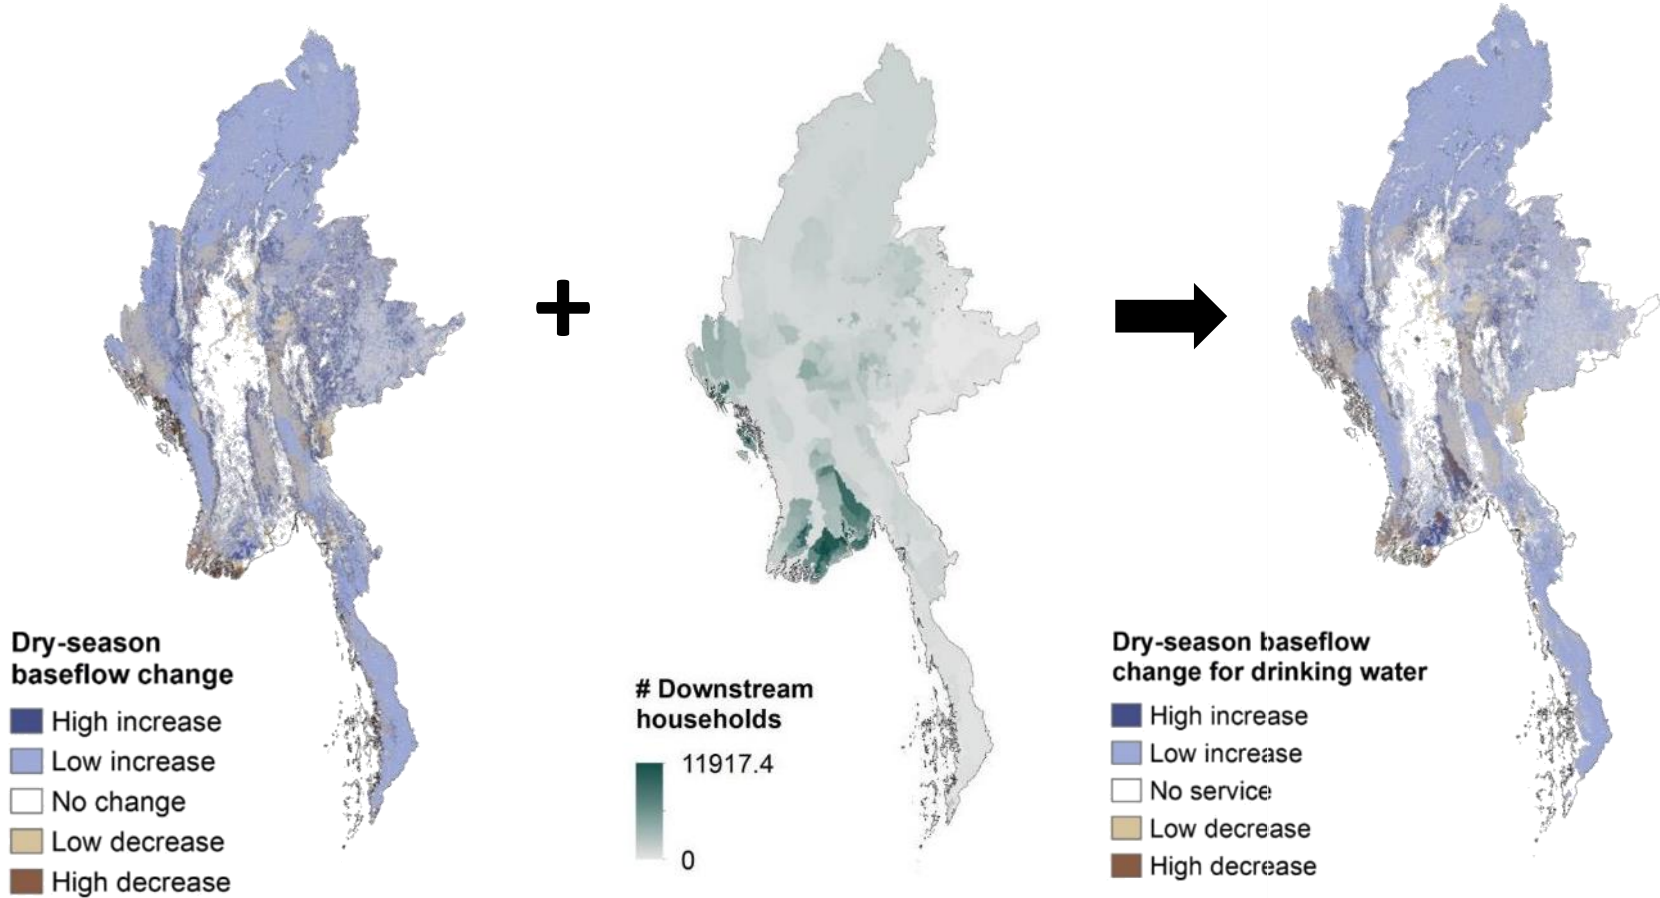 Dry-season
baseflow change
High increase
Low increase
No change
Low decrease
High decrease
+
# Downstream
households
11917.4
0
Dry-season baseflow
change for drinking water
High increase
Low increase
No service
Low decrease
High decrease